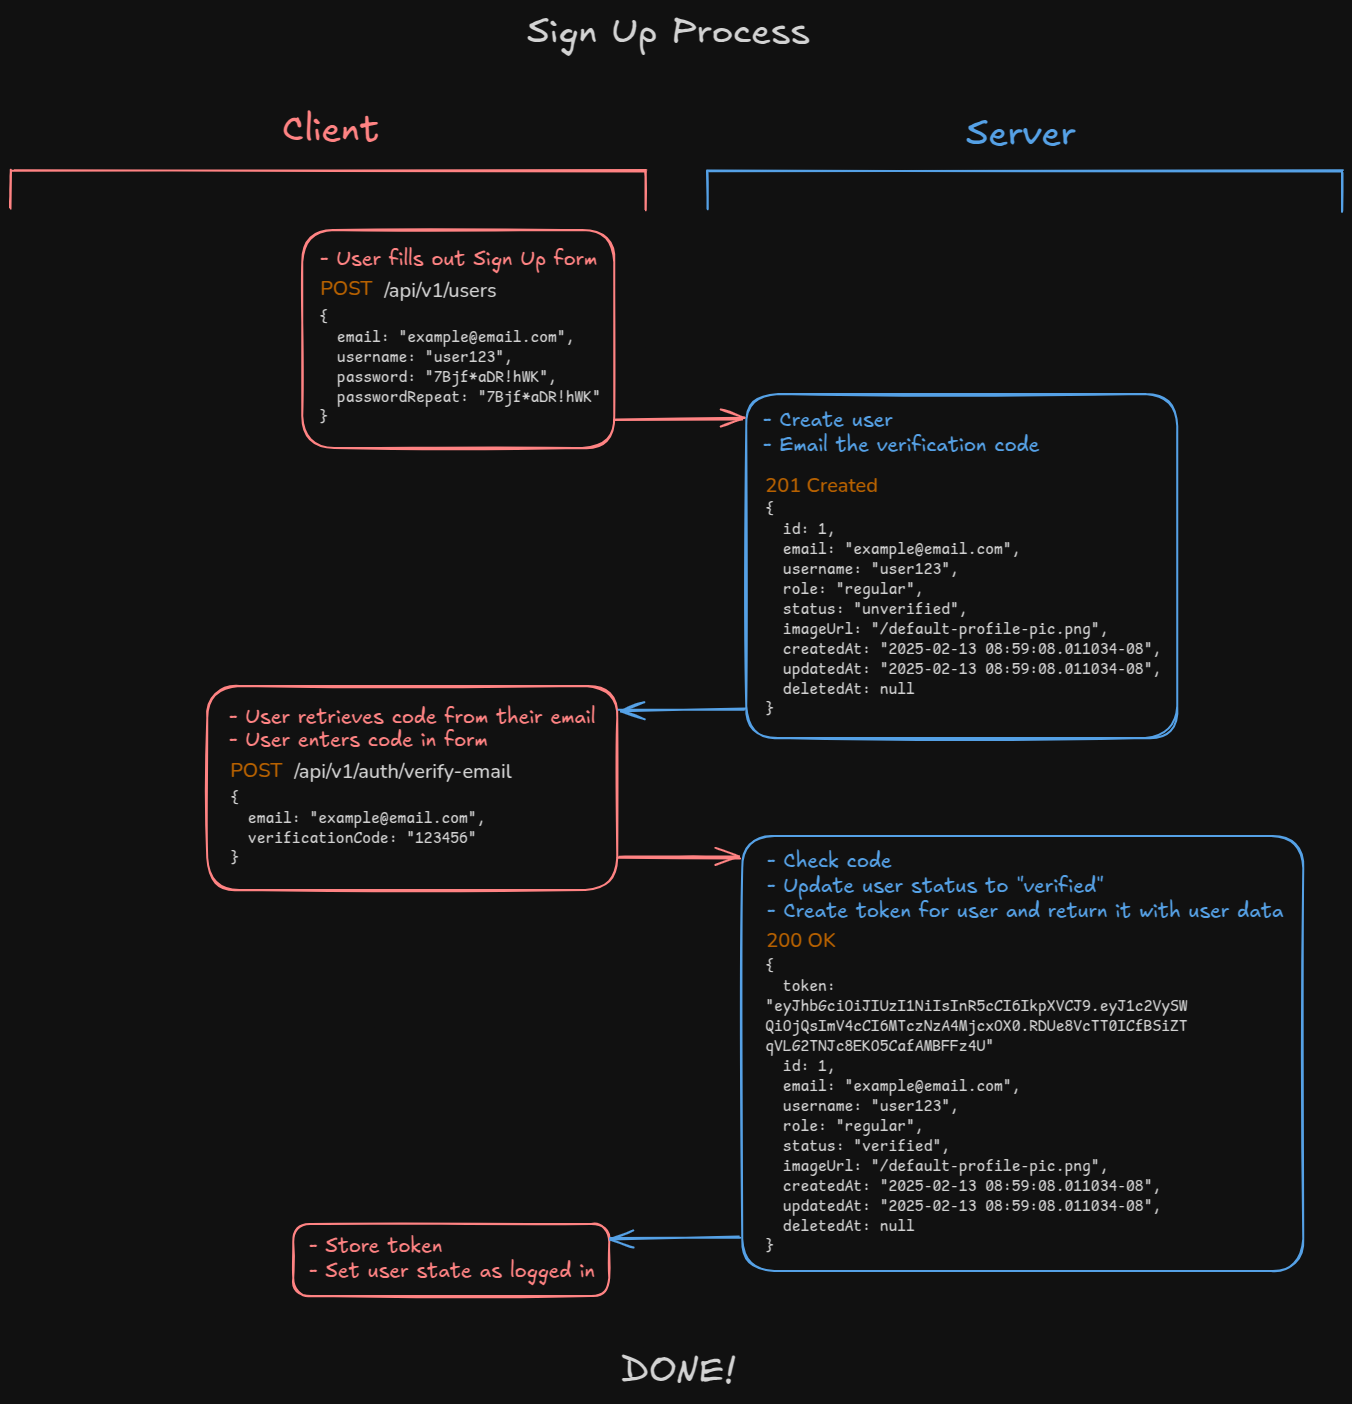 Sign Up Process
Client
Server
- User fills out Sign Up form
POST /api/v1/users
{
  email: "example@email.com",
  username: "user123",
  password: "7Bjf*aDR!hWK",
  passwordRepeat: "7Bjf*aDR!hWK"
}
- Create user
- Email the verification code
201 Created
{
  id: 1,
  email: "example@email.com",
  username: "user123",
  role: "regular",
  status: "unverified",
  imageUrl: "/default-profile-pic.png",
  createdAt: "2025-02-13 08:59:08.011034-08",
  updatedAt: "2025-02-13 08:59:08.011034-08",
  deletedAt: null
}
- User retrieves code from their email
- User enters code in form
POST /api/v1/auth/verify-email
{
  email: "example@email.com",
  verificationCode: "123456"
}
- Check code
- Update user status to "verified"
- Create token for user and return it with user data
200 OK
{
  token:
"eyJhbGciOiJIUzI1NiIsInR5cCI6IkpXVCJ9.eyJ1c2VySW
QiOjQsImV4cCI6MTczNzA4MjcxOX0.RDUe8VcTT0ICfBSiZT
qVLG2TNJc8EKO5CafAMBFFz4U"
  id: 1,
  email: "example@email.com",
  username: "user123",
  role: "regular",
  status: "verified",
  imageUrl: "/default-profile-pic.png",
  createdAt: "2025-02-13 08:59:08.011034-08",
  updatedAt: "2025-02-13 08:59:08.011034-08",
  deletedAt: null
}
- Store token
- Set user state as logged in
DONE!